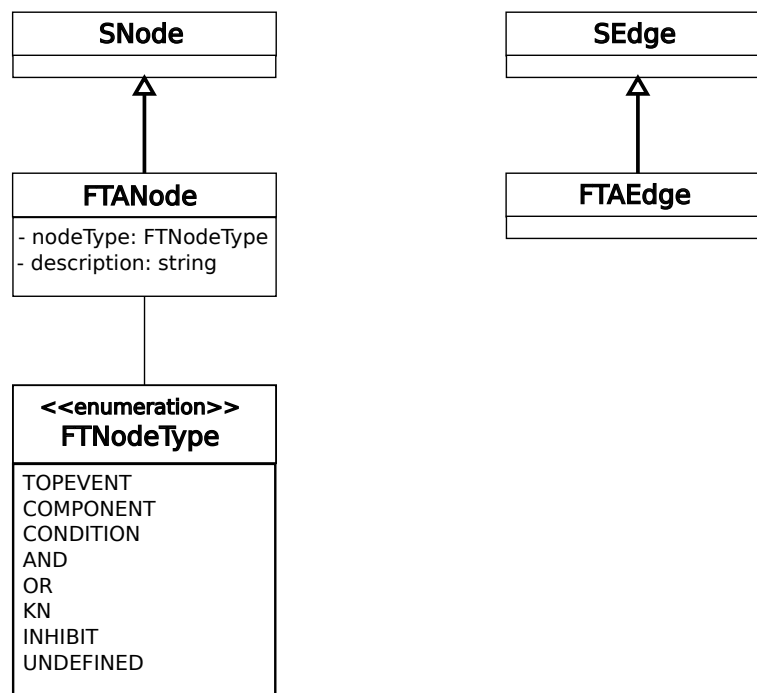 SNode
SEdge
FTANode
- nodeType: FTNodeType
- description: string
FTAEdge
<<enumeration>>
FTNodeType
TOPEVENT
COMPONENT
CONDITION
AND
OR
KN
INHIBIT
UNDEFINED